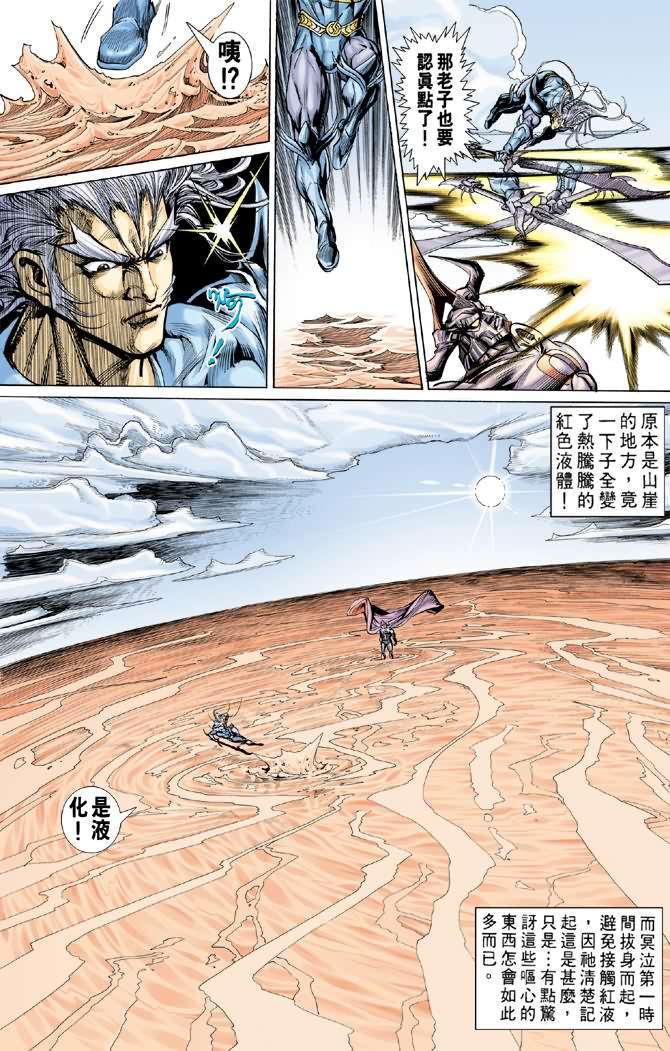 那老子也要
認真點了！
咦!?
嗬！
原本是山崖
的地方，竟
一下子全變
了熱騰騰的
紅色液體！
是液
化！
而冥泣第一時
間拔身而起，
避免接觸紅液
，因祂清楚記
起這是甚麼，
只是…有點驚
訝這些嘔心的
東西怎會如此
多而已。